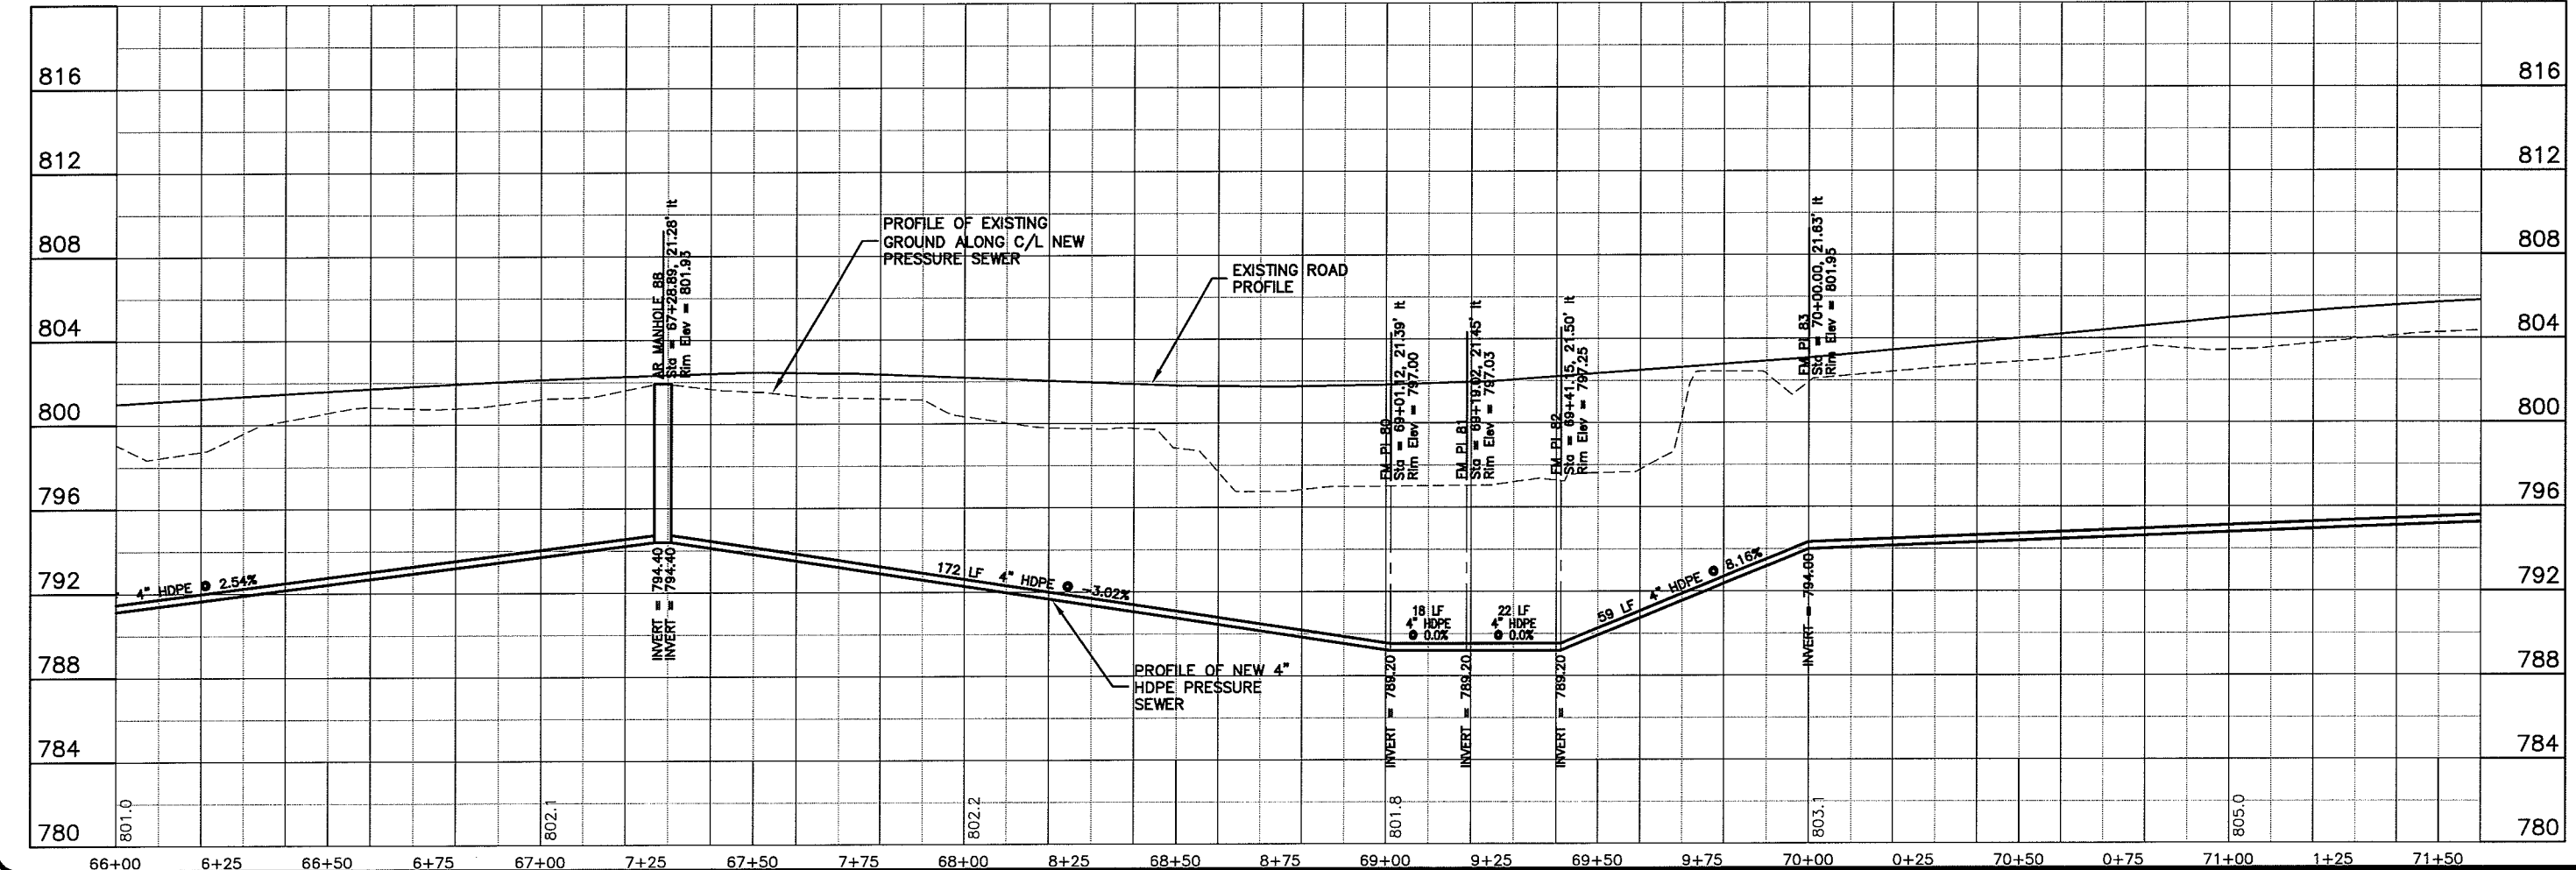 816
812
808
804
800
796
792
788
784
780
816
812
808
804
800
796
792
788
784
780
AR MANHOLE 88
Sta = 67+28.89, 21.28' lt
Rim Elev = 801.93
PROFILE OF EXISTING
GROUND ALONG C/L NEW
PRESSURE SEWER
EXISTING ROAD
PROFILE
FM PI 80
Sta = 69+01.12, 21.39' lt
Rim Elev = 797.00
FM PI 81
Sta = 69+19.02, 21.45' lt
Rim Elev = 797.03
FM PI 82
Sta = 69+41.15, 21.50' lt
Rim Elev = 797.25
FM PI 83
Sta = 70+00.00, 21.63' lt
Rim Elev = 801.95
4" HDPE @ 2.54%
INVERT = 794.40
INVERT = 794.40
172 LF 4" HDPE @ -3.02%
18 LF
4" HDPE
@ 0.0%
22 LF
4" HDPE
@ 0.0%
59 LF 4" HDPE @ 8.16%
INVERT = 789.20
INVERT = 789.20
INVERT = 789.20
INVERT = 794.00
PROFILE OF NEW 4"
HDPE PRESSURE
SEWER
801.0
802.1
802.2
801.8
803.1
805.0
66+00 6+25 66+50 6+75 67+00 7+25 67+50 7+75 68+00 8+25 68+50 8+75 69+00 9+25 69+50 9+75 70+00 0+25 70+50 0+75 71+00 1+25 71+50